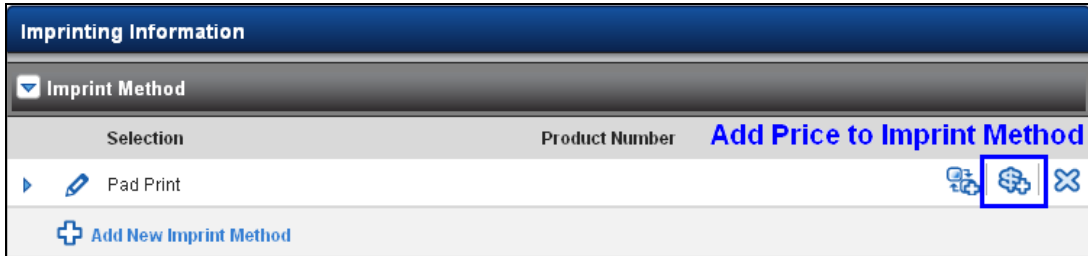 Imprinting Information
Imprint Method
Selection Product Number Add Price to Imprint Method
Pad Print
Add New Imprint Method